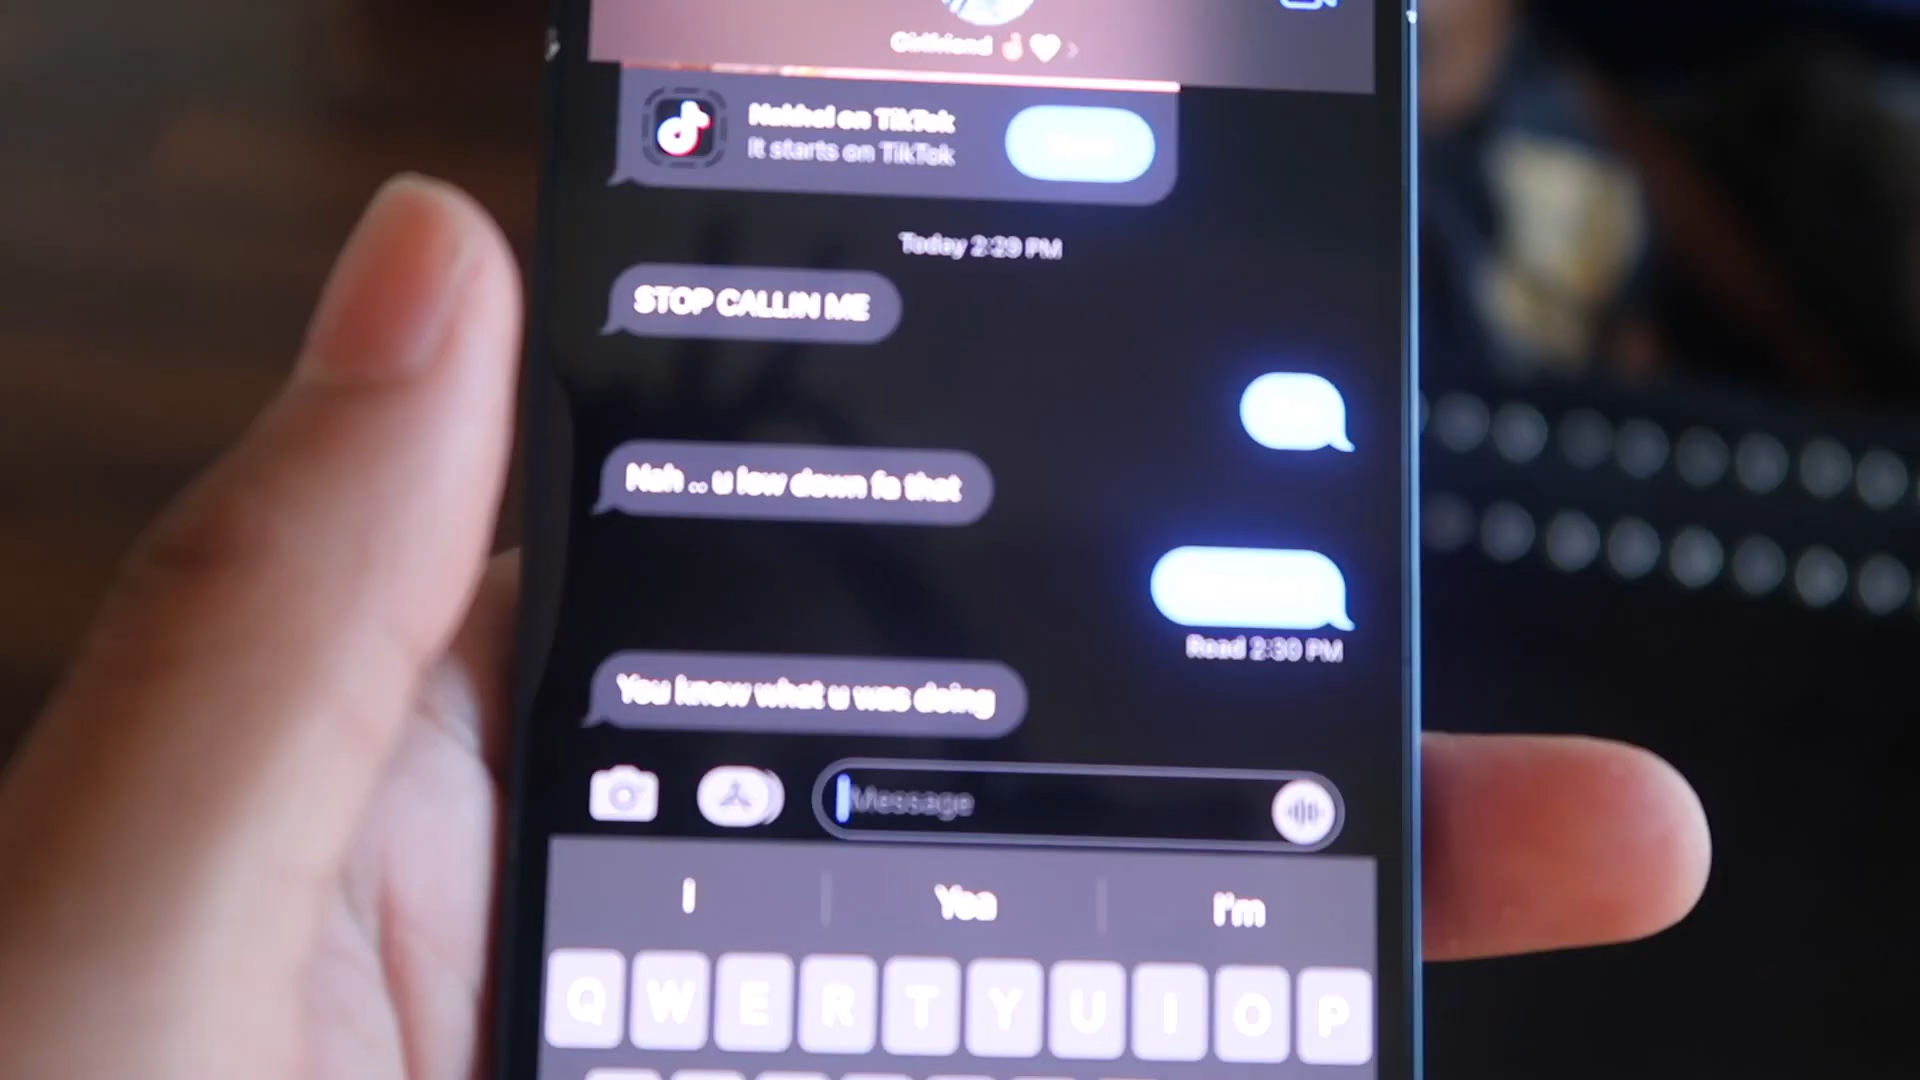 Girlfriend
on TikTok
It starts on TikTok
Today 2:29 PM
STOP CALLIN ME
Nah .. u low down fa that
Read 2:30 PM
You know what u was doing
Message
I Yea I'm
Q W E R T Y U I O P